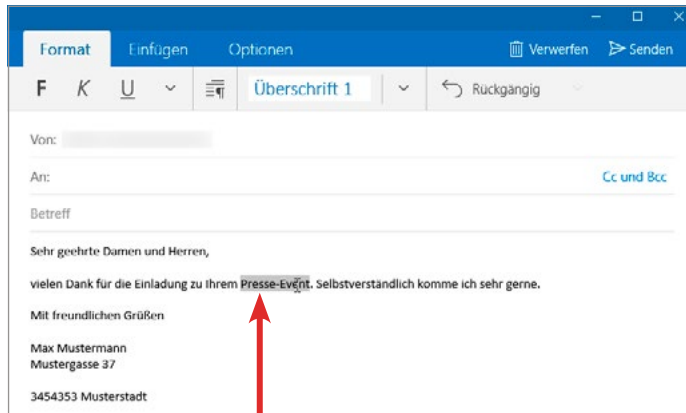 Format Einfügen Optionen Verwerfen Senden
F K U Überschrift 1 Rückgängig
Von:
An: Cc und Bcc
Betreff
Sehr geehrte Damen und Herren,
vielen Dank für die Einladung zu Ihrem Presse-Event. Selbstverständlich komme ich sehr gerne.
Mit freundlichen Grüßen
Max Mustermann
Mustergasse 37
3454353 Musterstadt